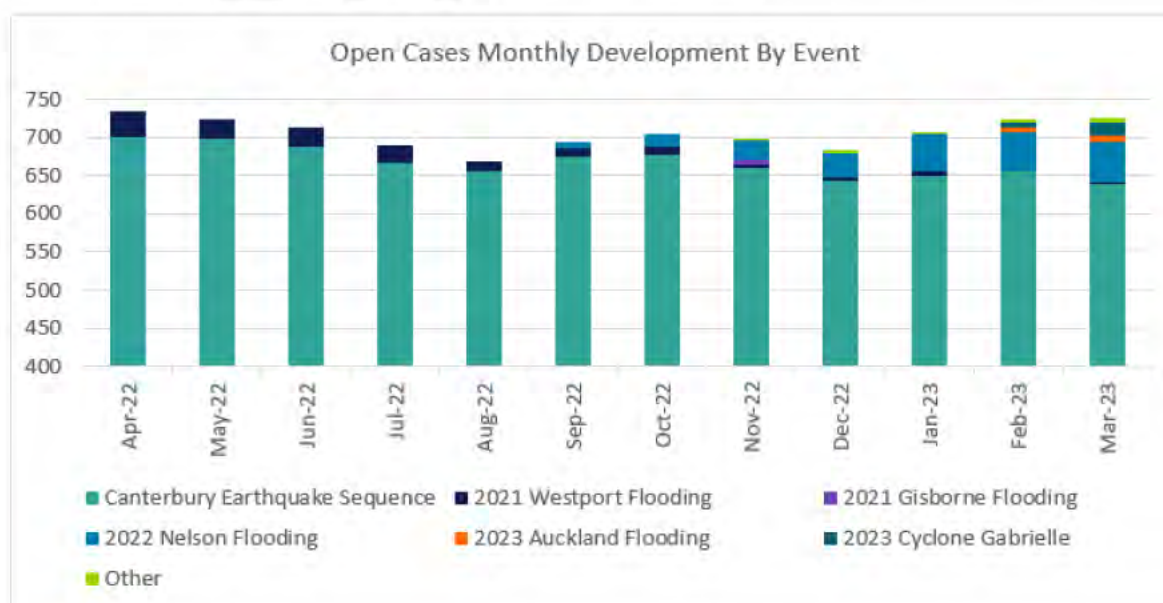 Open Cases Monthly Development By Event
750
700
650
600
550
500
450
400
Apr-22
May-22
Jun-22
Jul-22
Aug-22
Sep-22
Oct-22
Nov-22
Dec-22
Jan-23
Feb-23
Mar-23
Canterbury Earthquake Sequence
2021 Westport Flooding
2021 Gisborne Flooding
2022 Nelson Flooding
2023 Auckland Flooding
2023 Cyclone Gabrielle
Other